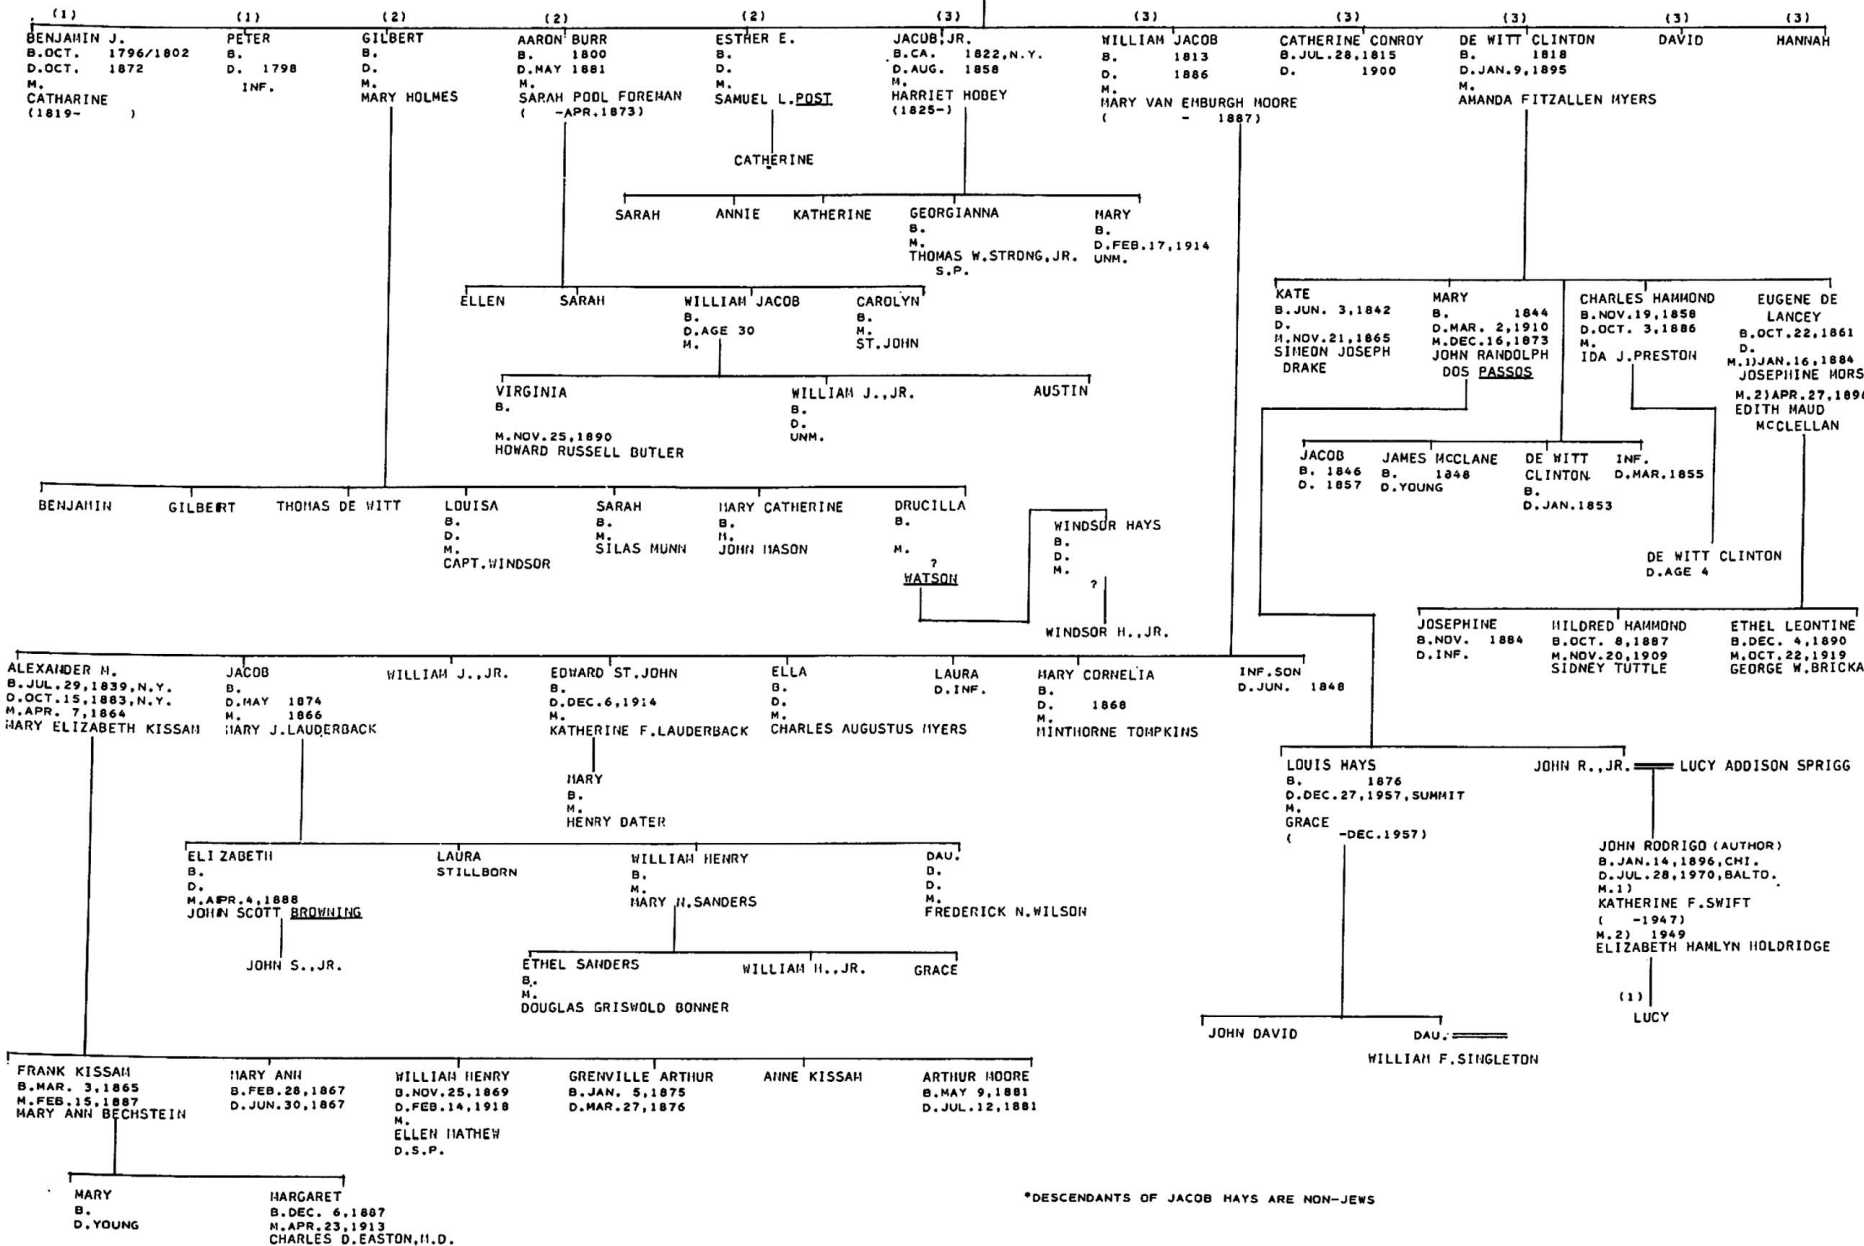 (1) (1) (2) (2) (2) (3) (3) (3) (3) (3) (3)
BENJAMIN J.
B.OCT. 1796/1802
D.OCT. 1872
M.
CATHARINE
(1819- )
PETER
B.
D. 1798
INF.
GILBERT
B.
D.
M.
MARY HOLMES
AARON BURR
B. 1800
D.MAY 1881
M.
SARAH POOL FOREMAN
( -APR.1873)
ESTHER E.
B.
D.
M.
SAMUEL L.POST
CATHERINE
JACOB,JR.
B.CA. 1822,N.Y.
D.AUG. 1858
M.
HARRIET HOBEY
(1825-)
WILLIAM JACOB
B. 1813
D. 1886
M.
MARY VAN EMBURGH MOORE
( - 1887)
CATHERINE CONROY
B.JUL.28,1815
D. 1900
DE WITT CLINTON
B. 1818
D.JAN.9,1895
M.
AMANDA FITZALLEN MYERS
DAVID
HANNAH
SARAH
ANNIE
KATHERINE
GEORGIANNA
B.
M.
THOMAS W.STRONG,JR.
S.P.
MARY
B.
D.FEB.17,1914
UNM.
ELLEN
SARAH
WILLIAM JACOB
B.
D.AGE 30
M.
CAROLYN
B.
M.
ST.JOHN
KATE
B.JUN. 3,1842
D.
M.NOV.21,1865
SIMEON JOSEPH
DRAKE
MARY
B. 1844
D.MAR. 2,1910
M.DEC.16,1873
JOHN RANDOLPH
DOS PASSOS
CHARLES HAMMOND
B.NOV.19,1858
D.OCT. 3,1886
M.
IDA J.PRESTON
EUGENE DE
LANCEY
B.OCT.22,1861
D.
M.1)JAN.16,1884
JOSEPHINE MORS
M.2)APR.27,1896
EDITH MAUD
MCCLELLAN
VIRGINIA
B.
M.NOV.25,1890
HOWARD RUSSELL BUTLER
WILLIAM J.,JR.
B.
D.
UNM.
AUSTIN
JACOB
B. 1846
D. 1857
JAMES MCCLANE
B. 1848
D.YOUNG
DE WITT
CLINTON
B.
D.JAN.1853
INF.
D.MAR.1855
BENJAMIN
GILBERT
THOMAS DE WITT
LOUISA
B.
D.
M.
CAPT.WINDSOR
SARAH
B.
M.
SILAS MUNN
MARY CATHERINE
B.
M.
JOHN MASON
DRUCILLA
B.
M.
?
WATSON
WINDSOR HAYS
B.
D.
M.
?
WINDSOR H.,JR.
DE WITT CLINTON
D.AGE 4
JOSEPHINE
B.NOV. 1884
D.INF.
MILDRED HAMMOND
B.OCT. 8,1887
M.NOV.20,1909
SIDNEY TUTTLE
ETHEL LEONTINE
B.DEC. 4,1890
M.OCT.22,1919
GEORGE W.BRICKA
ALEXANDER M.
B.JUL.29,1839,N.Y.
D.OCT.15,1883,N.Y.
M.APR. 7,1864
MARY ELIZABETH KISSAM
JACOB
B.
D.MAY 1874
M. 1866
MARY J.LAUDERBACK
WILLIAM J.,JR.
EDWARD ST.JOHN
B.
D.DEC.6,1914
M.
KATHERINE F.LAUDERBACK
ELLA
B.
D.
M.
CHARLES AUGUSTUS MYERS
LAURA
D.INF.
MARY CORNELIA
B.
D. 1868
M.
MINTHORNE TOMPKINS
INF.SON
D.JUN. 1848
MARY
B.
M.
HENRY DATER
LOUIS HAYS
B. 1876
D.DEC.27,1957,SUMMIT
M.
GRACE
( -DEC.1957)
JOHN R.,JR.
LUCY ADDISON SPRIGG
ELIZABETH
B.
D.
M.APR.4,1888
JOHN SCOTT BROWNING
LAURA
STILLBORN
WILLIAM HENRY
B.
M.
MARY N.SANDERS
DAU.
B.
D.
M.
FREDERICK N.WILSON
JOHN RODRIGO (AUTHOR)
B.JAN.14,1896,CHI.
D.JUL.28,1970,BALTO.
M.1)
KATHERINE F.SWIFT
( -1947)
M.2) 1949
ELIZABETH HAMLYN HOLDRIDGE
JOHN S.,JR.
ETHEL SANDERS
B.
M.
DOUGLAS GRISWOLD BONNER
WILLIAM H.,JR.
GRACE
(1)
LUCY
JOHN DAVID
DAU.
WILLIAM F.SINGLETON
FRANK KISSAM
B.MAR. 3,1865
M.FEB.15,1887
MARY ANN BECHSTEIN
MARY ANN
B.FEB.28,1867
D.JUN.30,1867
WILLIAM HENRY
B.NOV.25,1869
D.FEB.14,1918
M.
ELLEN MATHEW
D.S.P.
GRENVILLE ARTHUR
B.JAN. 5,1875
D.MAR.27,1876
ANNE KISSAM
ARTHUR MOORE
B.MAY 9,1881
D.JUL.12,1881
MARY
B.
D.YOUNG
MARGARET
B.DEC. 6,1887
M.APR.23,1913
CHARLES D.EASTON,M.D.
*DESCENDANTS OF JACOB HAYS ARE NON-JEWS